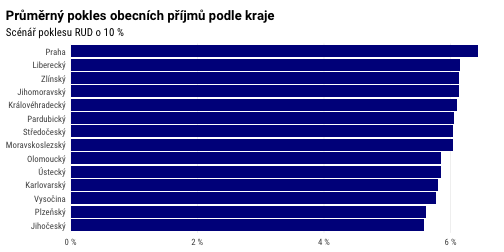 Průměrný pokles obecních příjmů podle kraje
Scénář poklesu RUD o 10 %
Praha
Liberecký
Zlínský
Jihomoravský
Královéhradecký
Pardubický
Středočeský
Moravskoslezský
Olomoucký
Ústecký
Karlovarský
Vysočina
Plzeňský
Jihočeský
0 % 2 % 4 % 6 %